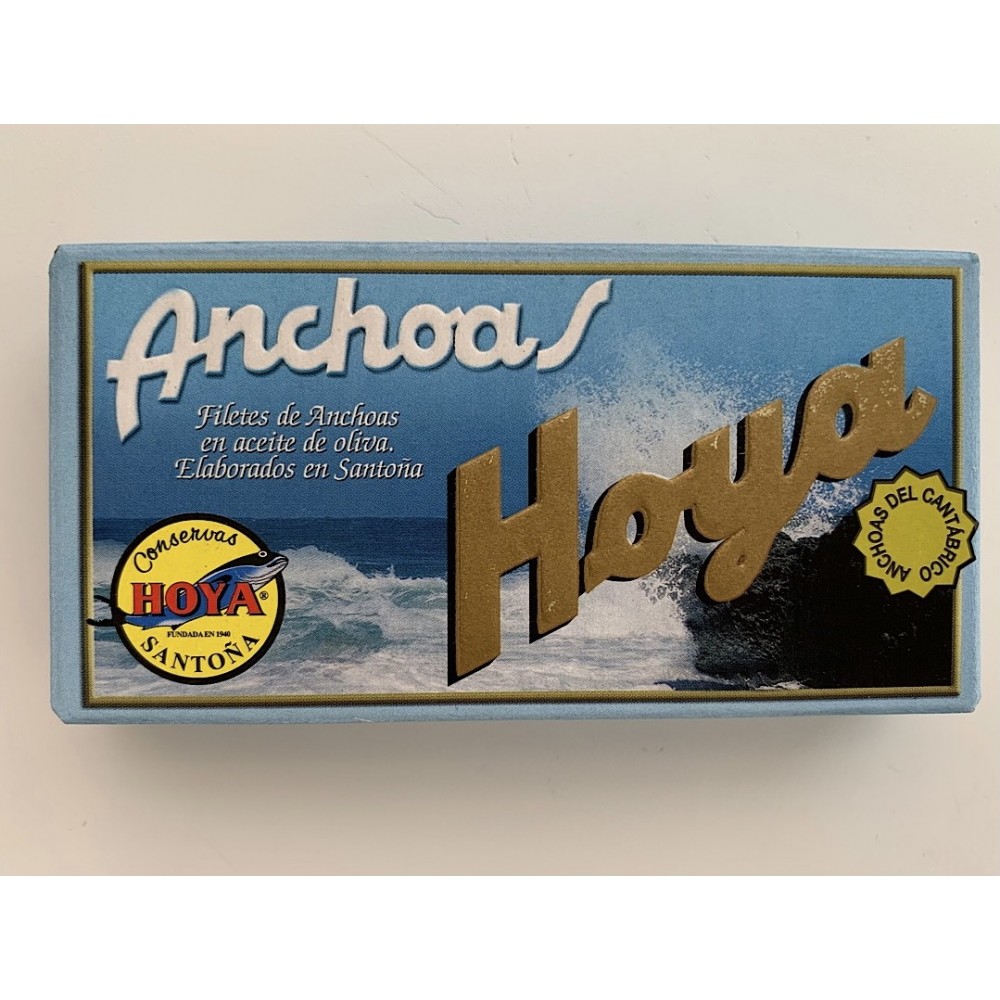 Anchoas
Filetes de Anchoas
en aceite de oliva.
Elaborados en Santoña
Hoya
Conservas
HOYA®
FUNDADA EN 1940
SANTOÑA
ANCHOAS DEL CANTÁBRICO